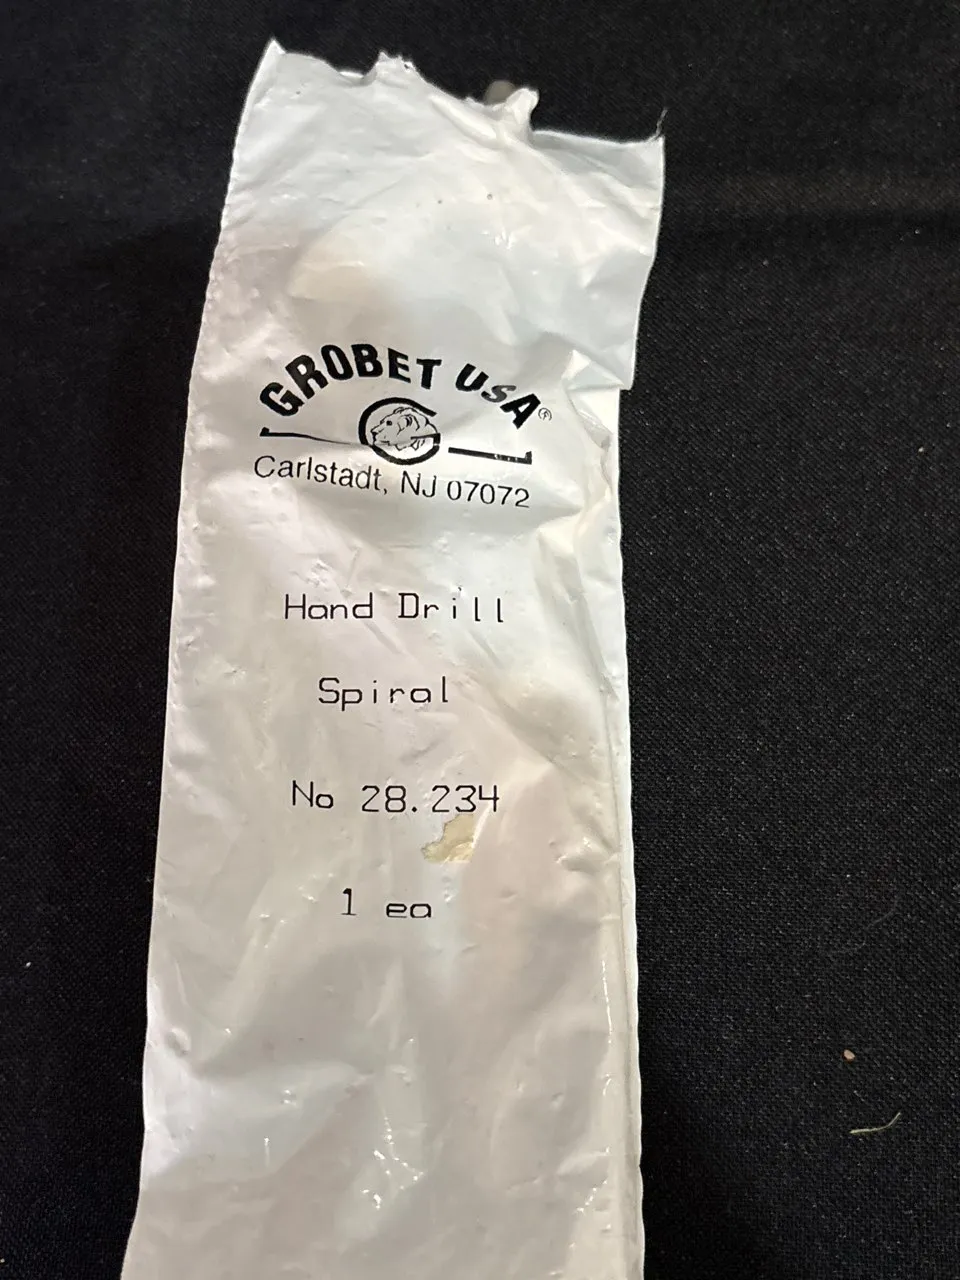 GROBET USA®
Carlstadt, NJ 07072
Hand Drill
Spiral
No 28.234
1 ea